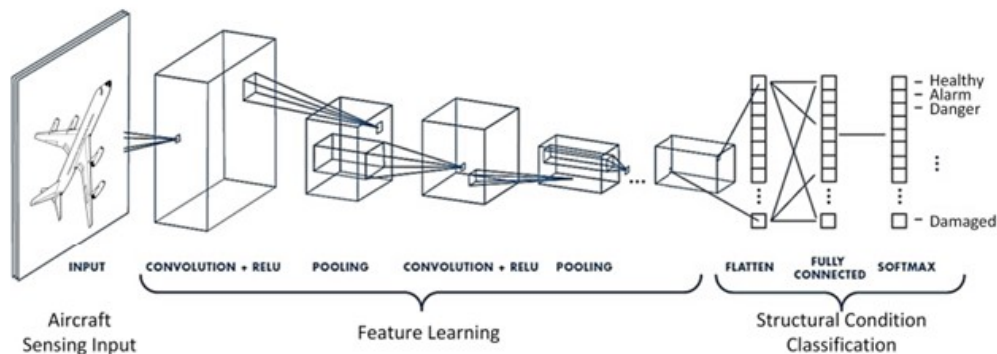 Healthy
Alarm
Danger
Damaged
INPUT
CONVOLUTION + RELU
POOLING
CONVOLUTION + RELU
POOLING
FLATTEN
FULLY
CONNECTED
SOFTMAX
Aircraft
Sensing Input
Feature Learning
Structural Condition
Classification